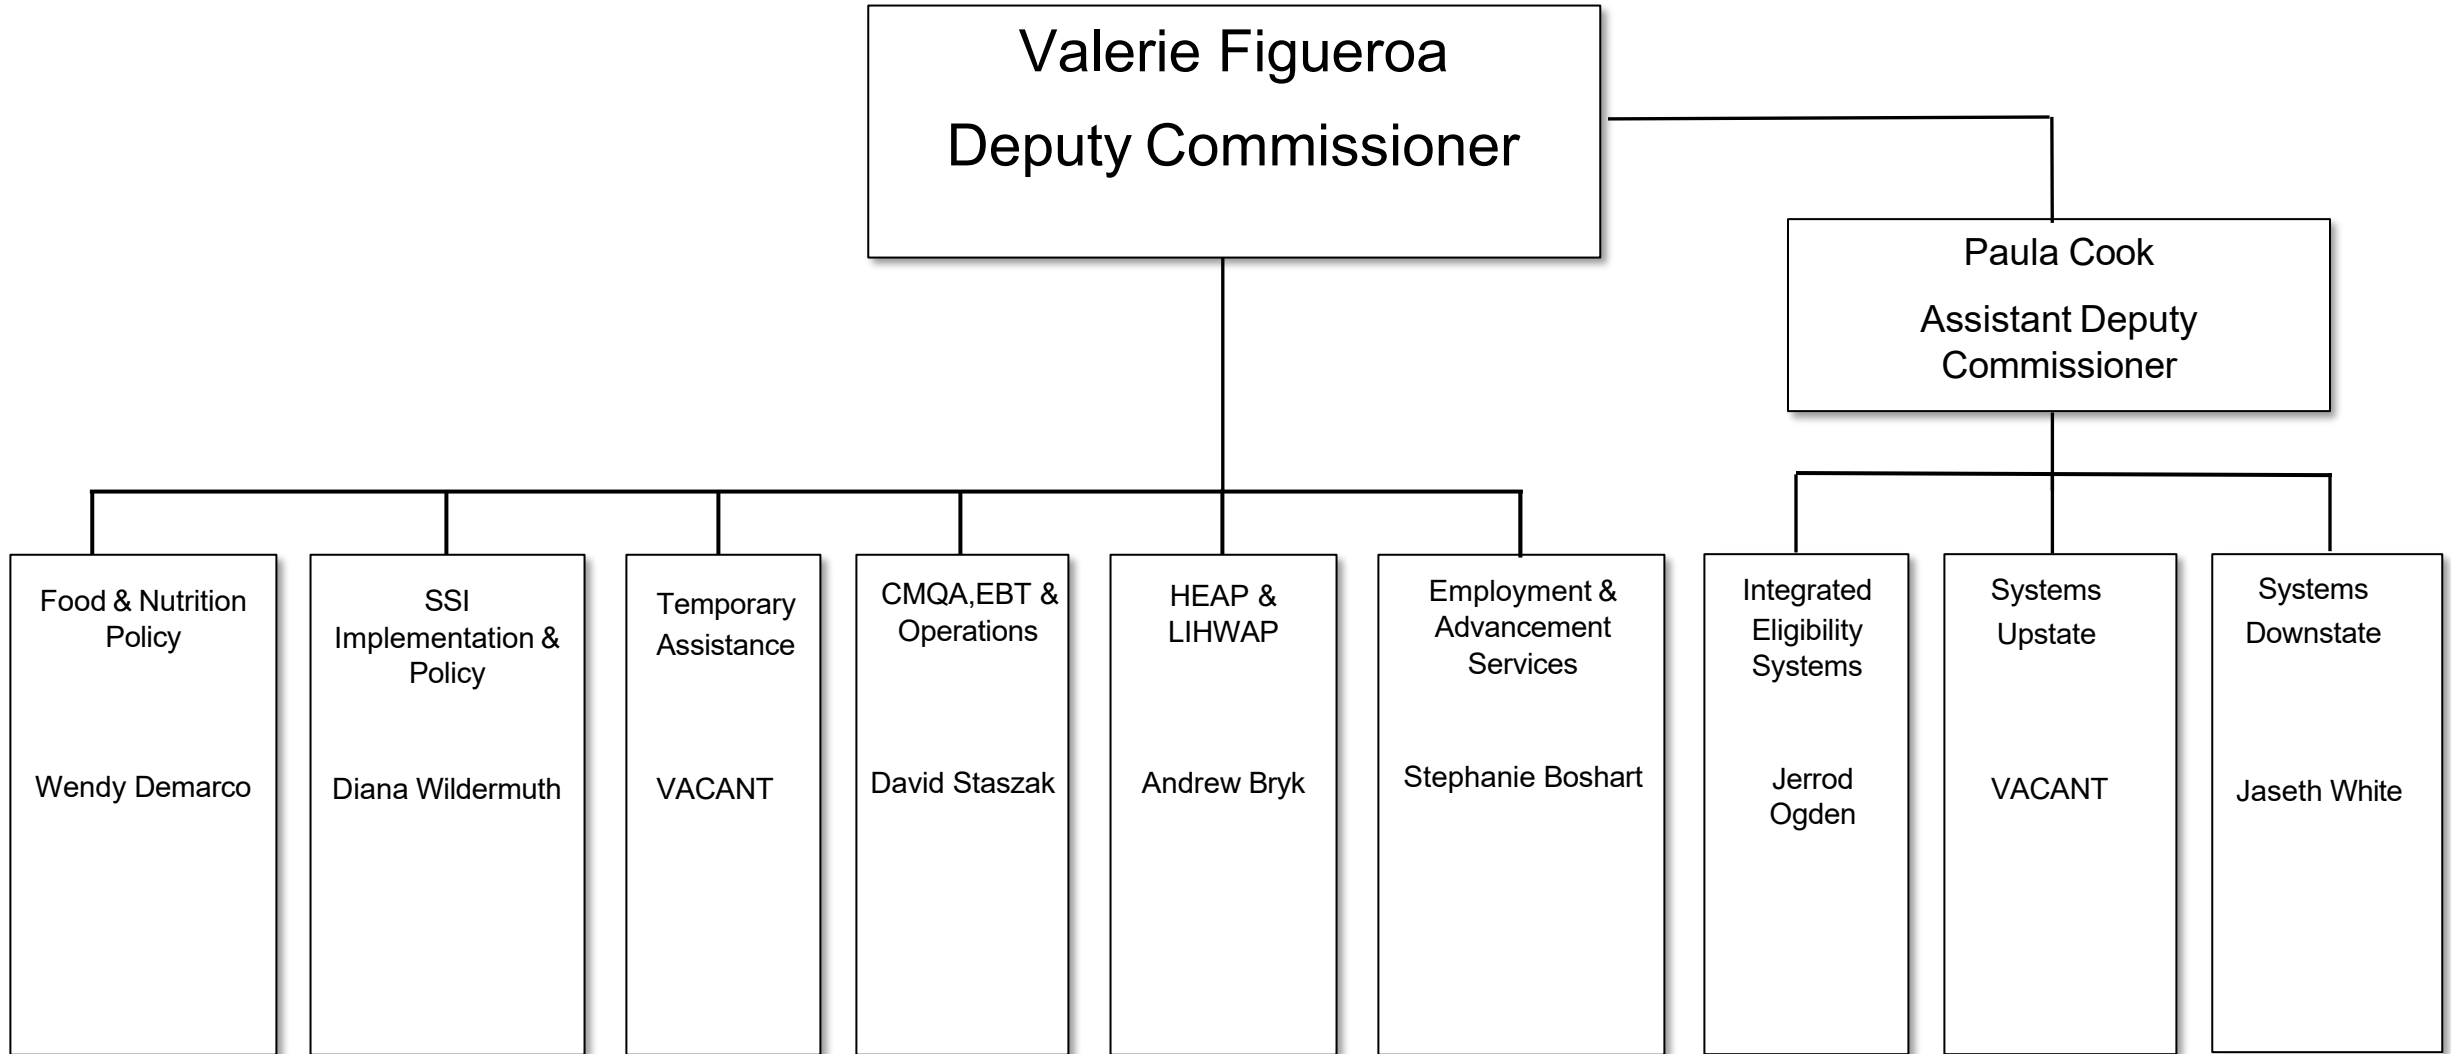 Valerie Figueroa
Deputy Commissioner
Paula Cook
Assistant Deputy
Commissioner
Food & Nutrition
Policy
Wendy Demarco
SSI
Implementation &
Policy
Diana Wildermuth
Temporary
Assistance
VACANT
CMQA,EBT &
Operations
David Staszak
HEAP &
LIHWAP
Andrew Bryk
Employment &
Advancement
Services
Stephanie Boshart
Integrated
Eligibility
Systems
Jerrod
Ogden
Systems
Upstate
VACANT
Systems
Downstate
Jaseth White